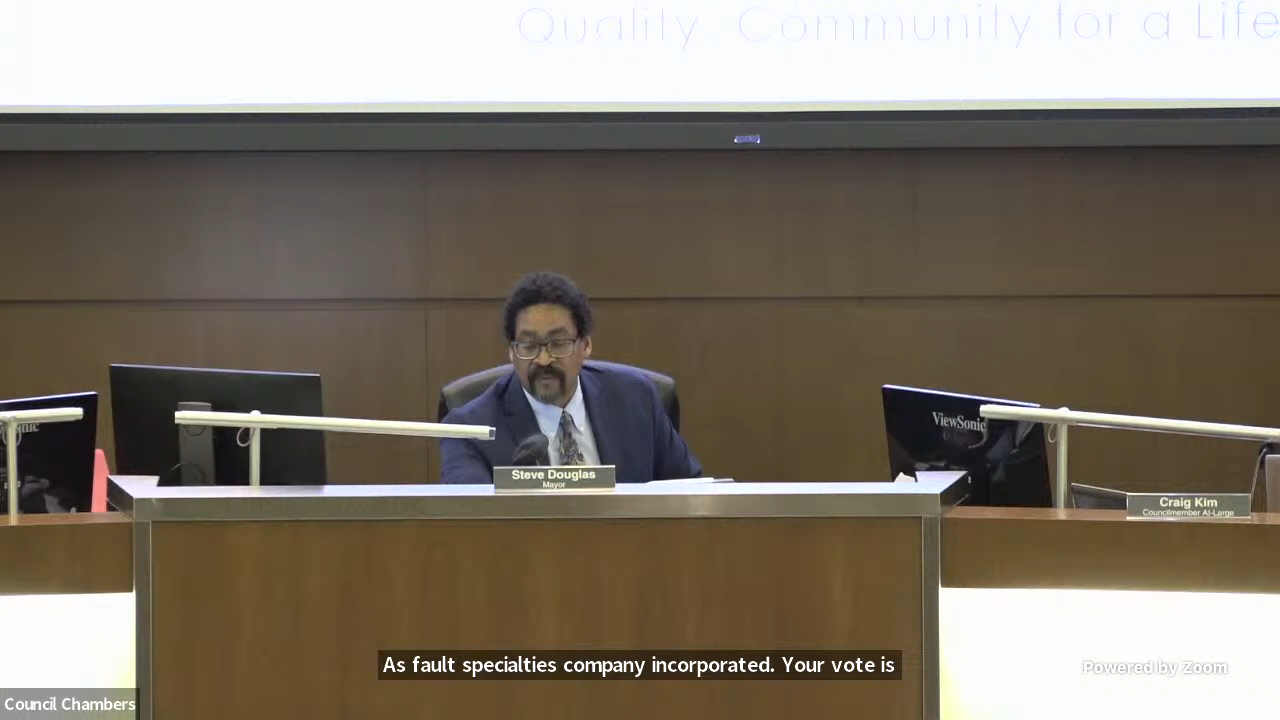 Quality Community for a Life
ViewSonic
Steve Douglas
Mayor
Craig Kim
Councilmember At-Large
As fault specialties company incorporated. Your vote is
Powered by Zoom
Council Chambers